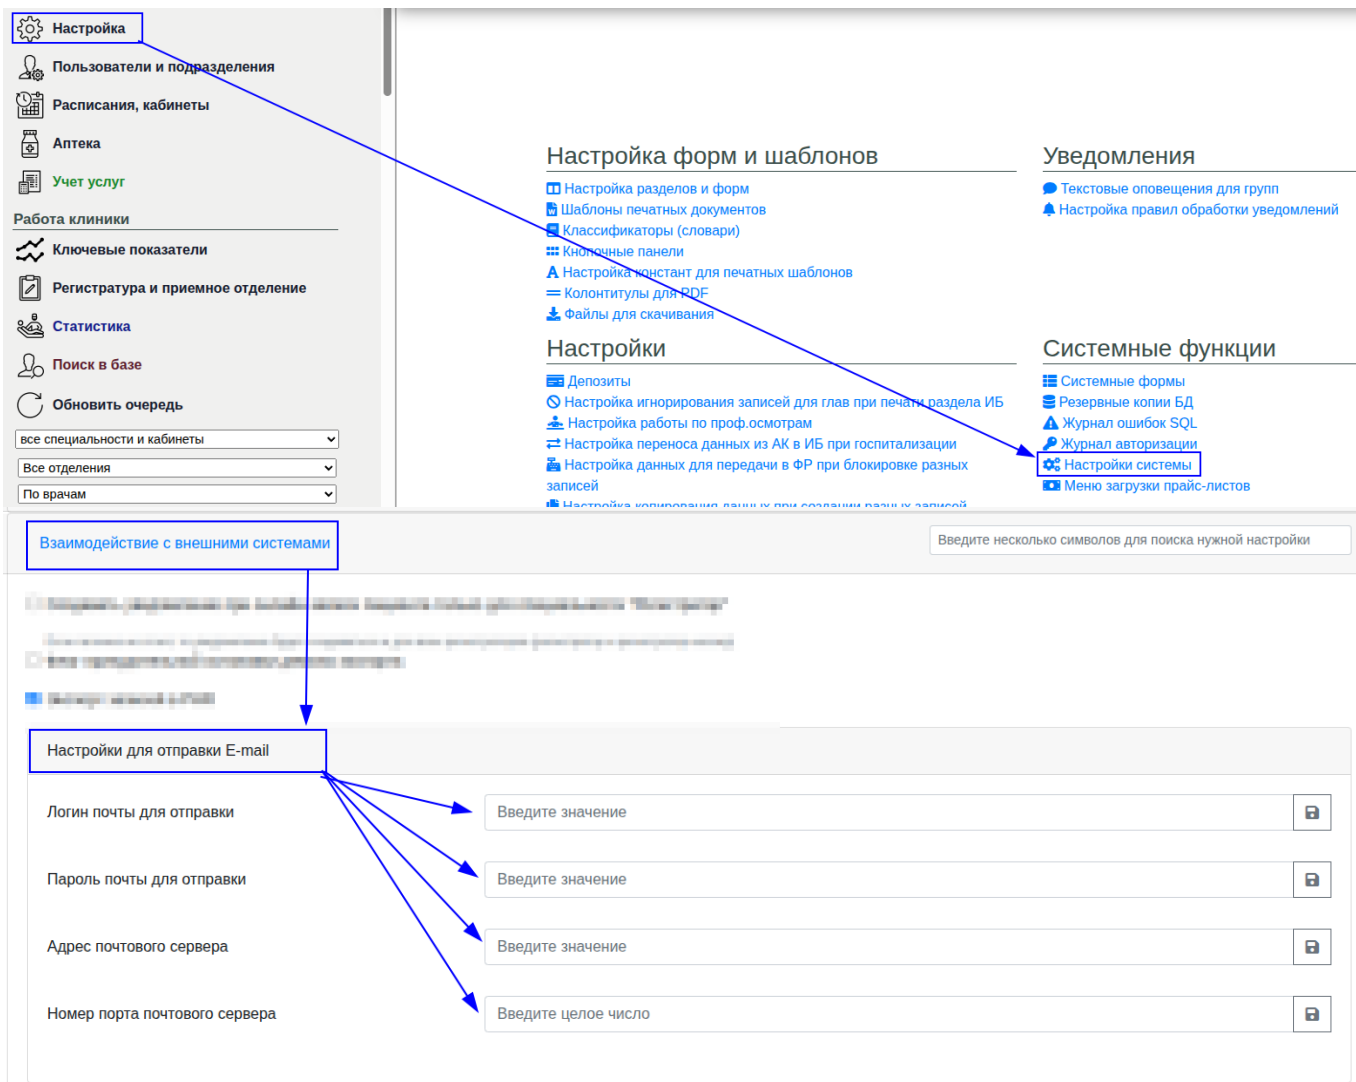 Настройка
Пользователи и подразделения
Расписания, кабинеты
Аптека
Учет услуг
Работа клиники
Ключевые показатели
Регистратура и приемное отделение
Статистика
Поиск в базе
Обновить очередь
все специальности и кабинеты
Все отделения
По врачам
Настройка форм и шаблонов
Настройка разделов и форм
Шаблоны печатных документов
Классификаторы (словари)
Кнопочные панели
Настройка констант для печатных шаблонов
Колонтитулы для PDF
Файлы для скачивания
Уведомления
Текстовые оповещения для групп
Настройка правил обработки уведомлений
Настройки
Депозиты
Настройка игнорирования записей для глав при печати раздела ИБ
Настройка работы по проф.осмотрам
Настройка переноса данных из АК в ИБ при госпитализации
Настройка данных для передачи в ФР при блокировке разных
записей
Настройка копирования данных при создании разных записей
Системные функции
Системные формы
Резервные копии БД
Журнал ошибок SQL
Журнал авторизации
Настройки системы
Меню загрузки прайс-листов
Взаимодействие с внешними системами
Введите несколько символов для поиска нужной настройки
Настройки для отправки E-mail
Логин почты для отправки
Введите значение
Пароль почты для отправки
Введите значение
Адрес почтового сервера
Введите значение
Номер порта почтового сервера
Введите целое число